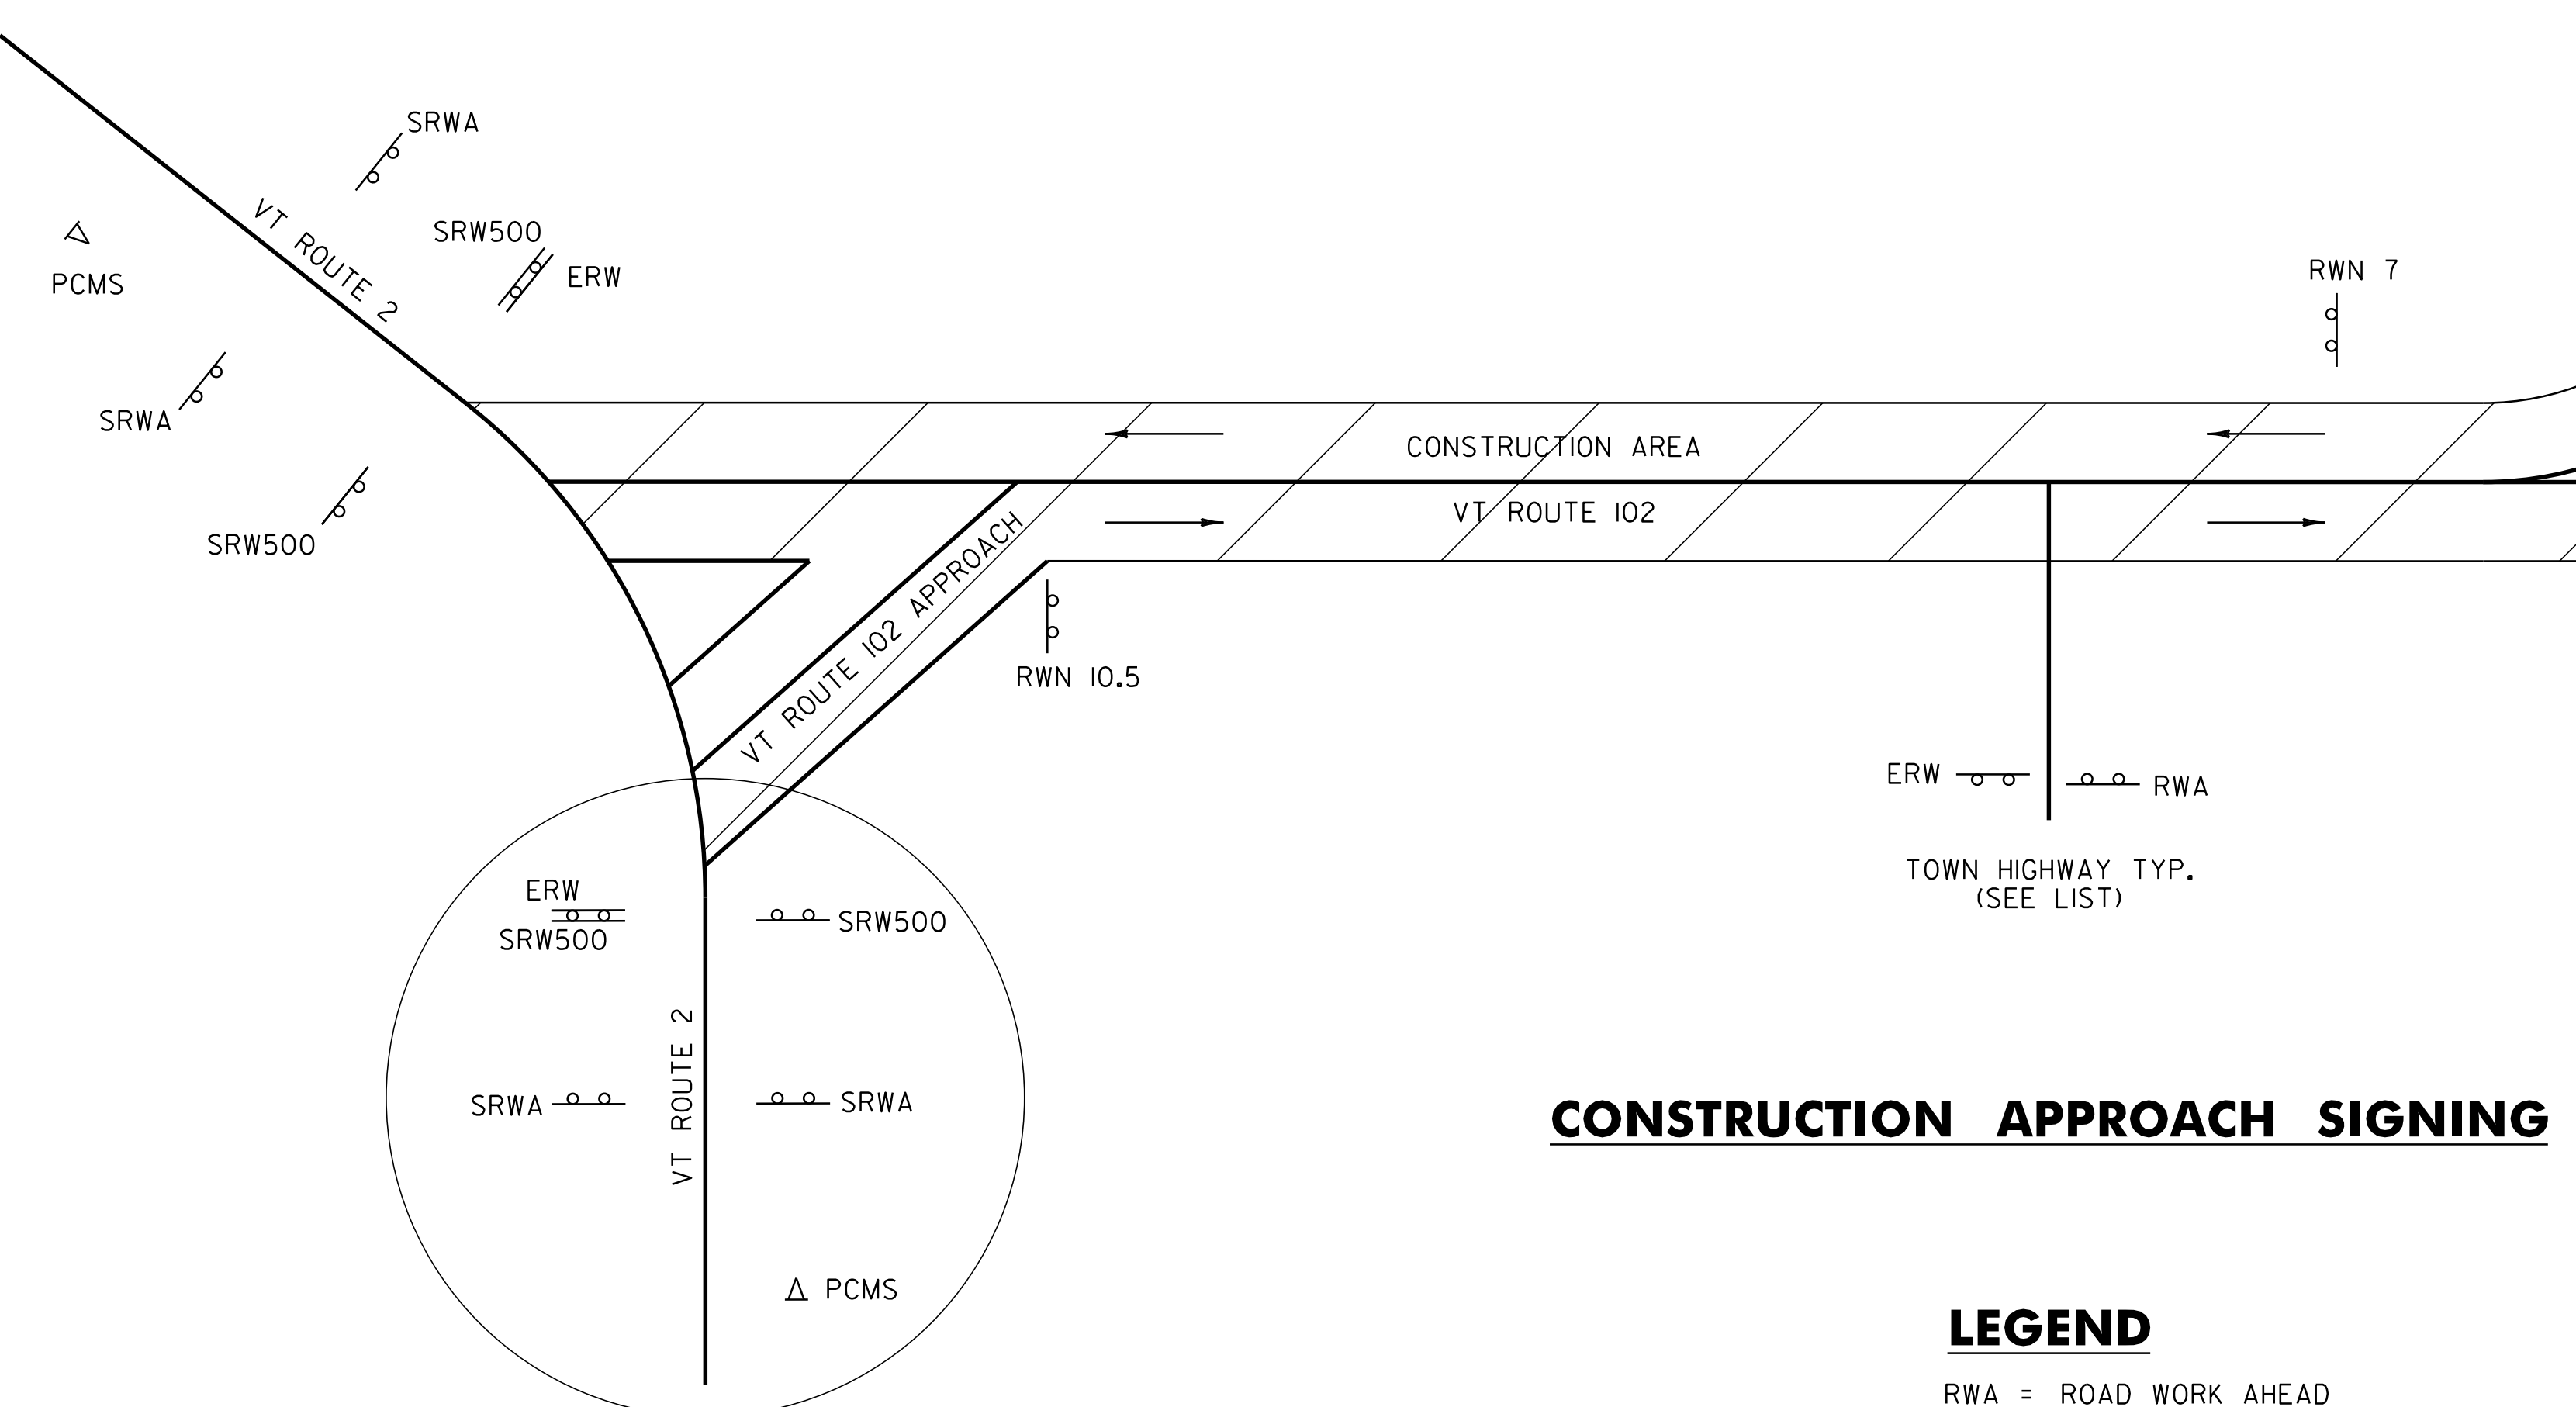 SRWA
SRW500
ERW
VT ROUTE 2
PCMS
SRWA
SRW500
RWN 7
CONSTRUCTION AREA
VT ROUTE 102
VT ROUTE 102 APPROACH
RWN 10.5
ERW
RWA
TOWN HIGHWAY TYP.
(SEE LIST)
ERW
SRW500
SRW500
VT ROUTE 2
SRWA
SRWA
PCMS
CONSTRUCTION APPROACH SIGNING
LEGEND
RWA = ROAD WORK AHEAD